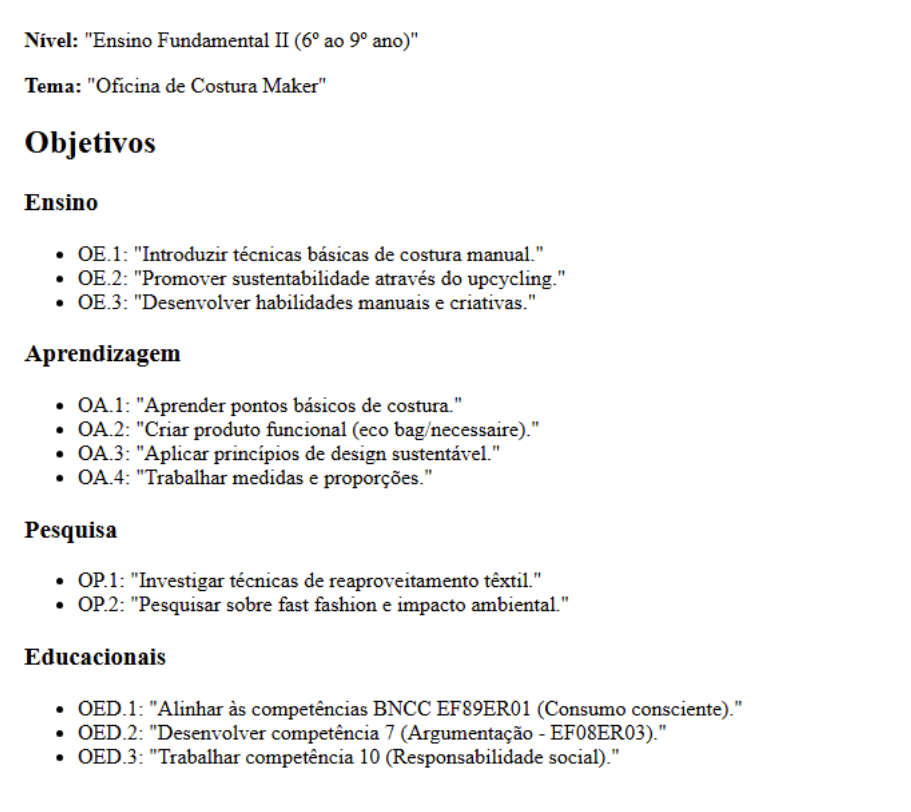 Nível: "Ensino Fundamental II (6º ao 9º ano)"
Tema: "Oficina de Costura Maker"
Objetivos
Ensino
• OE.1: "Introduzir técnicas básicas de costura manual."
• OE.2: "Promover sustentabilidade através do upcycling."
• OE.3: "Desenvolver habilidades manuais e criativas."
Aprendizagem
• OA.1: "Aprender pontos básicos de costura."
• OA.2: "Criar produto funcional (eco bag/necessaire)."
• OA.3: "Aplicar princípios de design sustentável."
• OA.4: "Trabalhar medidas e proporções."
Pesquisa
• OP.1: "Investigar técnicas de reaproveitamento têxtil."
• OP.2: "Pesquisar sobre fast fashion e impacto ambiental."
Educacionais
• OED.1: "Alinhar às competências BNCC EF89ER01 (Consumo consciente)."
• OED.2: "Desenvolver competência 7 (Argumentação - EF08ER03)."
• OED.3: "Trabalhar competência 10 (Responsabilidade social)."